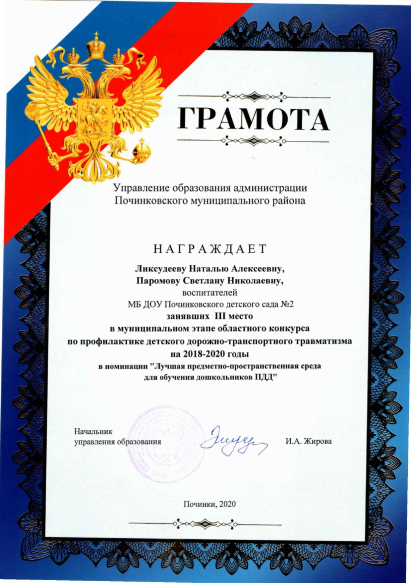 ГРАМОТА
Управление образования администрации
Починковского муниципального района
НАГРАЖДАЕТ
Ликсудееву Наталью Алексеевну,
Паромову Светлану Николаевну,
воспитателей
МБ ДОУ Починковского детского сада №2
занявших III место
в муниципальном этапе областного конкурса
по профилактике детского дорожно-транспортного травматизма
на 2018-2020 годы
в номинации "Лучшая предметно-пространственная среда
для обучения дошкольников ПДД"
Начальник
управления образования И.А. Жирова
Починки, 2020